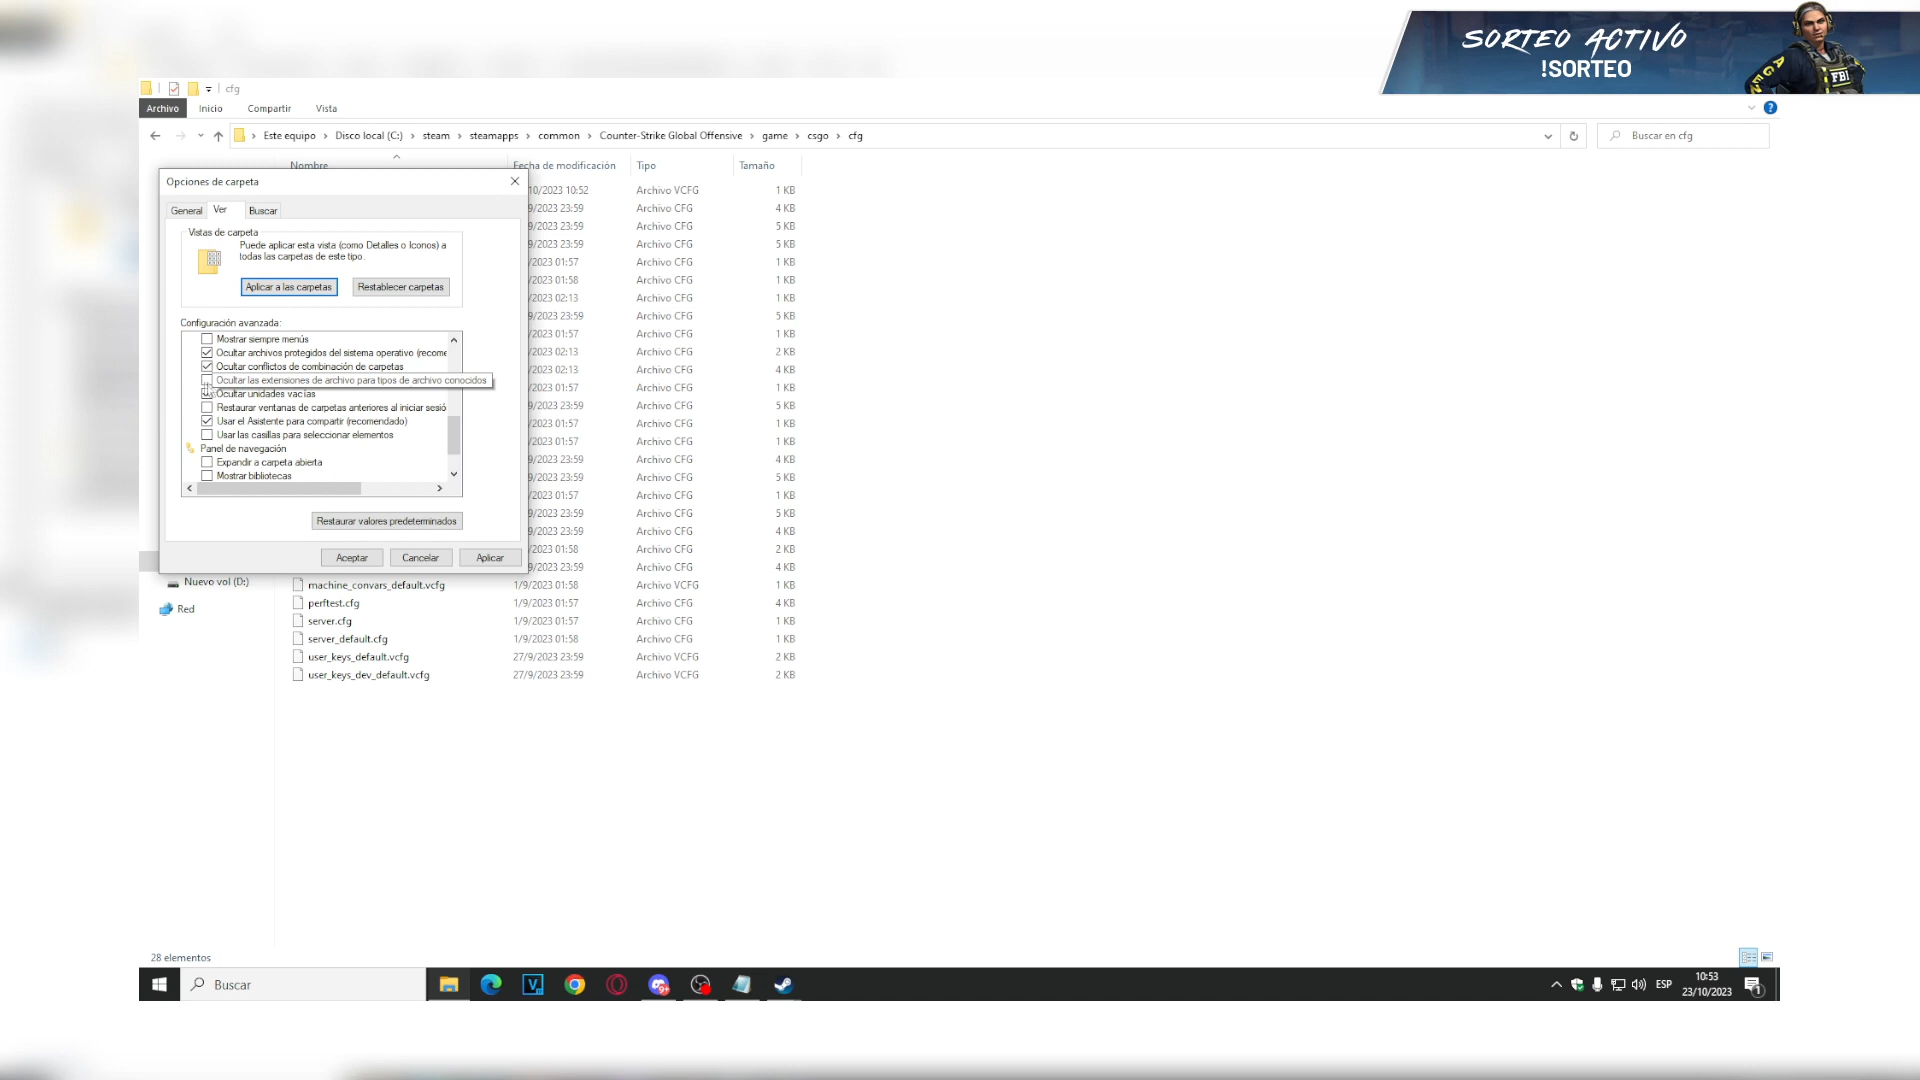 SORTEO ACTIVO
!SORTEO
FBI
cfg
Archivo Inicio Compartir Vista
Este equipo > Disco local (C:) > steam > steamapps > common > Counter-Strike Global Offensive > game > csgo > cfg
Buscar en cfg
Nombre Fecha de modificación Tipo Tamaño
Opciones de carpeta
General Ver Buscar
Vistas de carpeta
Puede aplicar esta vista (como Detalles o Iconos) a
todas las carpetas de este tipo.
Aplicar a las carpetas Restablecer carpetas
Configuración avanzada:
Mostrar siempre menús
Ocultar archivos protegidos del sistema operativo (recome
Ocultar conflictos de combinación de carpetas
Ocultar las extensiones de archivo para tipos de archivo conocidos
Ocultar unidades vacías
Restaurar ventanas de carpetas anteriores al iniciar sesió
Usar el Asistente para compartir (recomendado)
Usar las casillas para seleccionar elementos
Panel de navegación
Expandir a carpeta abierta
Mostrar bibliotecas
Restaurar valores predeterminados
Aceptar Cancelar Aplicar
10/2023 10:52 Archivo VCFG 1 KB
9/2023 23:59 Archivo CFG 4 KB
9/2023 23:59 Archivo CFG 5 KB
9/2023 23:59 Archivo CFG 5 KB
/2023 01:57 Archivo CFG 1 KB
/2023 01:58 Archivo CFG 1 KB
/2023 02:13 Archivo CFG 1 KB
9/2023 23:59 Archivo CFG 5 KB
/2023 01:57 Archivo CFG 1 KB
/2023 02:13 Archivo CFG 2 KB
/2023 02:13 Archivo CFG 4 KB
/2023 01:57 Archivo CFG 1 KB
9/2023 23:59 Archivo CFG 5 KB
/2023 01:57 Archivo CFG 1 KB
/2023 01:57 Archivo CFG 1 KB
9/2023 23:59 Archivo CFG 4 KB
9/2023 23:59 Archivo CFG 5 KB
/2023 01:57 Archivo CFG 1 KB
9/2023 23:59 Archivo CFG 5 KB
9/2023 23:59 Archivo CFG 4 KB
/2023 01:58 Archivo CFG 2 KB
9/2023 23:59 Archivo CFG 4 KB
Nuevo vol (D:)
Red
machine_convars_default.vcfg 1/9/2023 01:58 Archivo VCFG 1 KB
perftest.cfg 1/9/2023 01:57 Archivo CFG 4 KB
server.cfg 1/9/2023 01:57 Archivo CFG 1 KB
server_default.cfg 1/9/2023 01:58 Archivo CFG 1 KB
user_keys_default.vcfg 27/9/2023 23:59 Archivo VCFG 2 KB
user_keys_dev_default.vcfg 27/9/2023 23:59 Archivo VCFG 2 KB
28 elementos
Buscar
ESP
10:53
23/10/2023